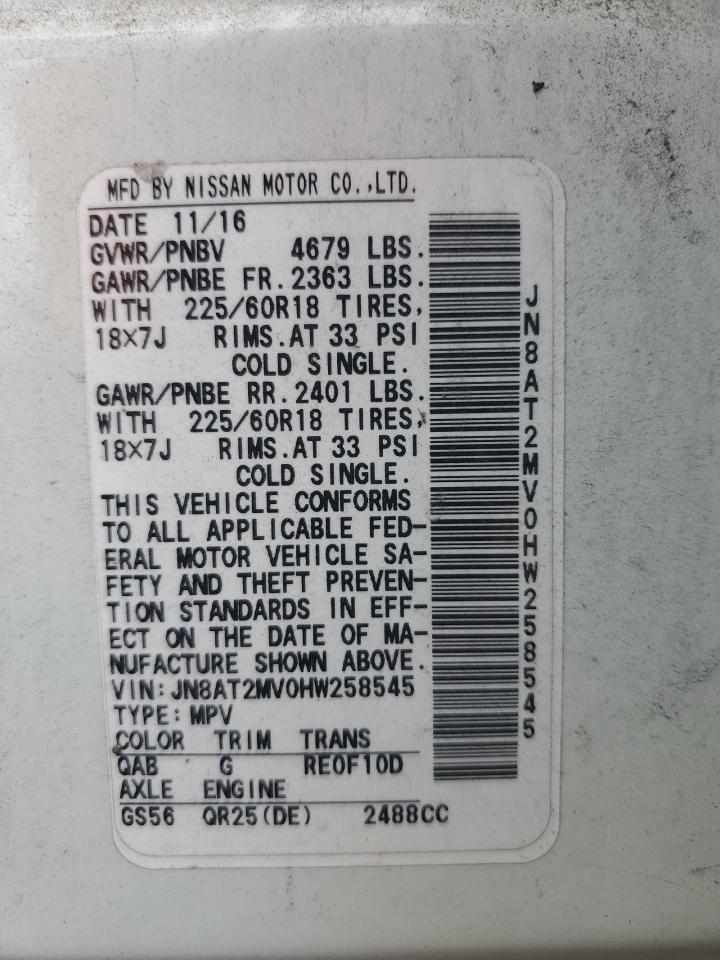 MFD BY NISSAN MOTOR CO.,LTD.
DATE 11/16
GVWR/PNBV 4679 LBS.
GAWR/PNBE FR.2363 LBS.
WITH 225/60R18 TIRES,
18×7J RIMS.AT 33 PSI
COLD SINGLE.
GAWR/PNBE RR.2401 LBS.
WITH 225/60R18 TIRES,
18×7J RIMS.AT 33 PSI
COLD SINGLE.
THIS VEHICLE CONFORMS
TO ALL APPLICABLE FED-
ERAL MOTOR VEHICLE SA-
FETY AND THEFT PREVEN-
TION STANDARDS IN EFF-
ECT ON THE DATE OF MA-
NUFACTURE SHOWN ABOVE.
VIN:JN8AT2MV0HW258545
TYPE:MPV
COLOR TRIM TRANS
QAB G RE0F10D
AXLE ENGINE
GS56 QR25(DE) 2488CC
JN8AT2MV0HW258545